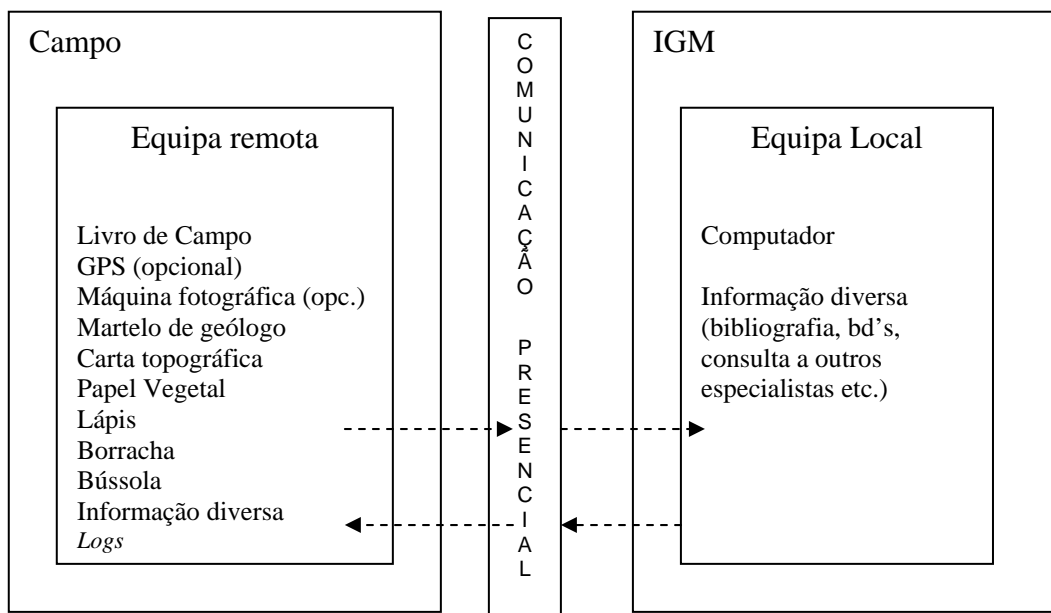 Campo
Equipa remota
Livro de Campo
GPS (opcional)
Máquina fotográfica (opc.)
Martelo de geólogo
Carta topográfica
Papel Vegetal
Lápis
Borracha
Bússola
Informação diversa
Logs
COMUNICAÇÃO PRESENCIAL
IGM
Equipa Local
Computador
Informação diversa
(bibliografia, bd’s,
consulta a outros
especialistas etc.)